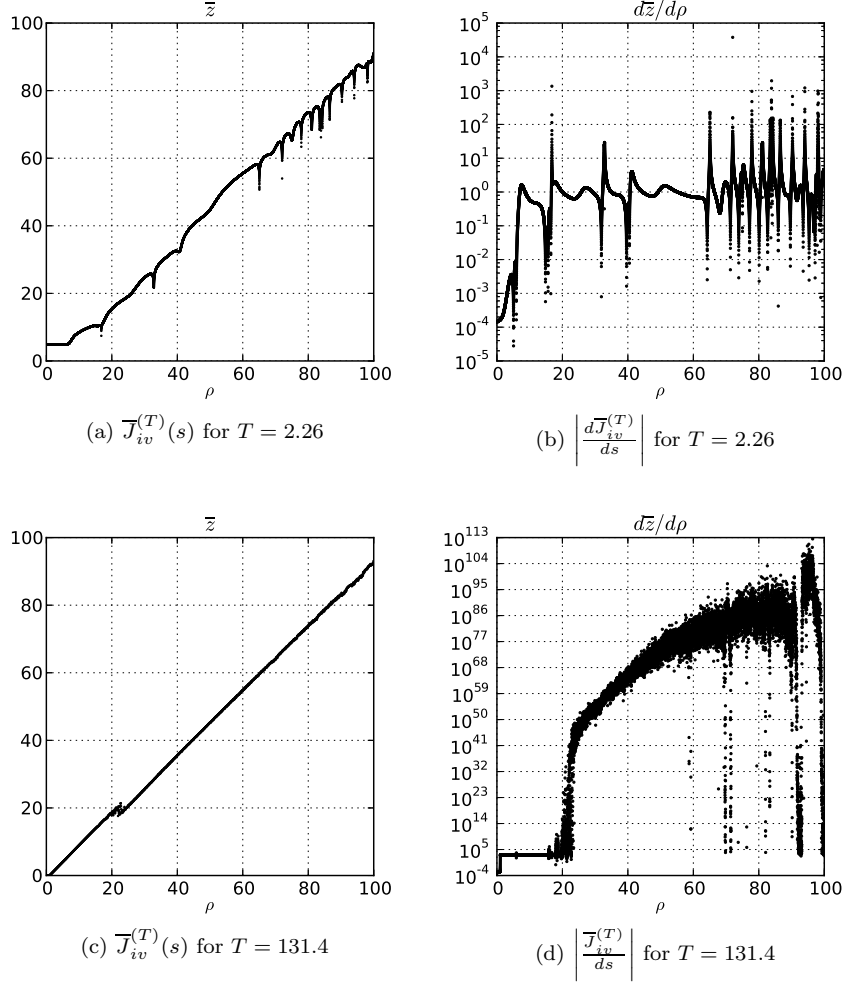 z̅
100
80
60
40
20
0
0 20 40 60 80 100
ρ
(a) J̅_{iv}^{(T)}(s) for T = 2.26
dz̅/dρ
10^5
10^4
10^3
10^2
10^1
10^0
10^-1
10^-2
10^-3
10^-4
10^-5
0 20 40 60 80 100
ρ
(b) |dJ̅_{iv}^{(T)}/ds| for T = 2.26
z̅
100
80
60
40
20
0
0 20 40 60 80 100
ρ
(c) J̅_{iv}^{(T)}(s) for T = 131.4
dz̅/dρ
10^113
10^104
10^95
10^86
10^77
10^68
10^59
10^50
10^41
10^32
10^23
10^14
10^5
10^-4
0 20 40 60 80 100
ρ
(d) |J̅_{iv}^{(T)}/ds| for T = 131.4